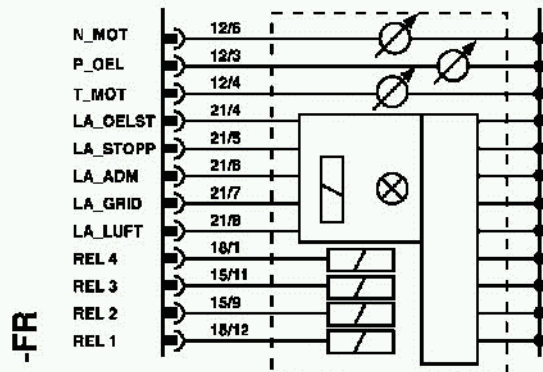 N_MOT 12/6
P_OEL 12/3
T_MOT 12/4
LA_OELST 21/4
LA_STOPP 21/5
LA_ADM 21/6
LA_GRID 21/7
LA_LUFT 21/8
REL 4 18/1
REL 3 15/11
REL 2 15/9
REL 1 18/12
-FR